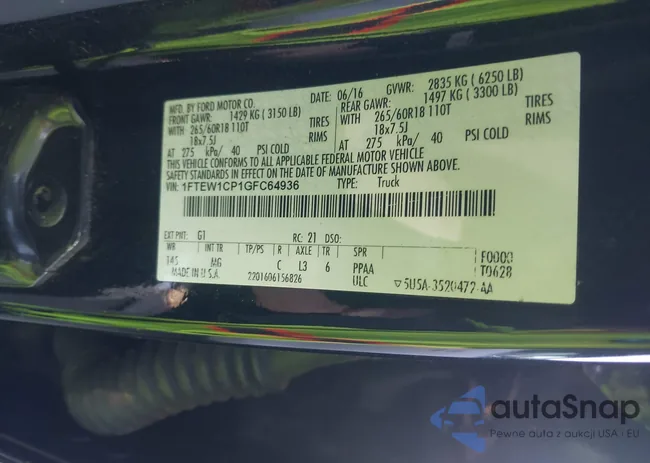 MFD. BY FORD MOTOR CO.
DATE: 06/16
GVWR: 2835 KG ( 6250 LB)
FRONT GAWR: 1429 KG ( 3150 LB)
REAR GAWR: 1497 KG ( 3300 LB)
WITH 265/60R18 110T TIRES
WITH 265/60R18 110T TIRES
18x7.5J RIMS
18x7.5J RIMS
AT 275 kPa/ 40 PSI COLD
AT 275 kPa/ 40 PSI COLD
THIS VEHICLE CONFORMS TO ALL APPLICABLE FEDERAL MOTOR VEHICLE
SAFETY STANDARDS IN EFFECT ON THE DATE OF MANUFACTURE SHOWN ABOVE.
VIN: 1FTEW1CP1GFC64936
TYPE: Truck
EXT PNT: G1 RC: 21 DSO:
WB INT TR TP/PS R AXLE TR SPR
145 MG C L3 6 PPAA
F0003
T0628
MADE IN U.S.A. 2201606156826 ULC
5U5A-3520472-AA
autaSnap
Pewne auta z aukcji USA - EU